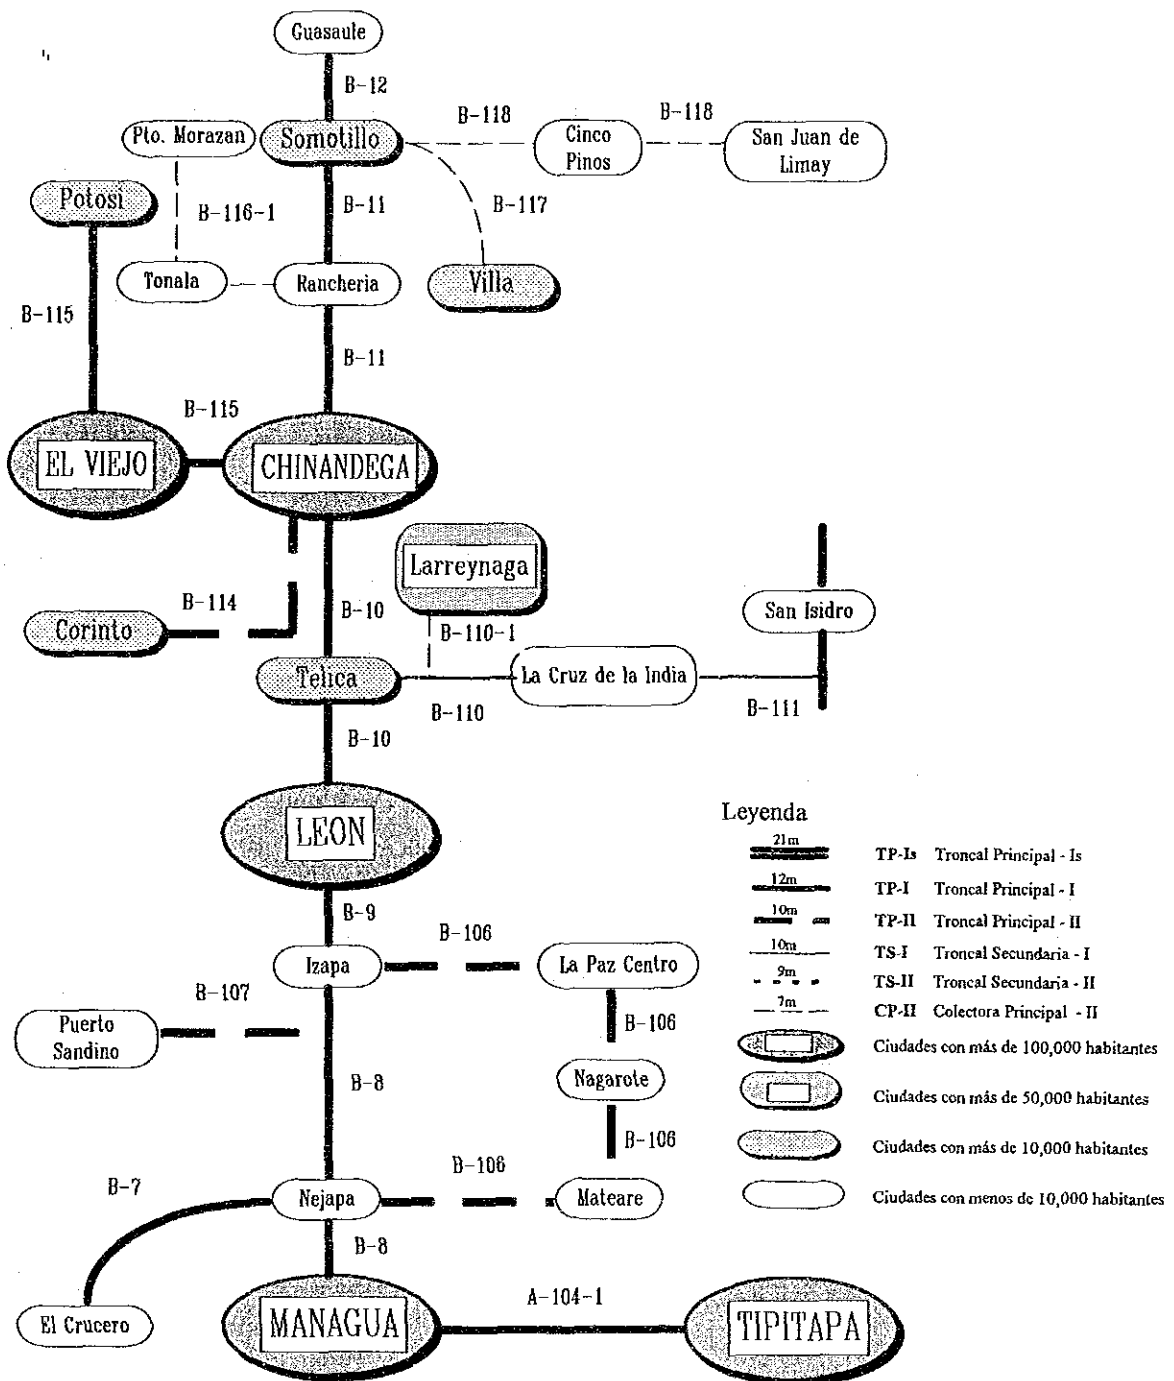 Guasaule
B-12
B-118
B-118
Pto. Morazan
Somotillo
Cinco
Pinos
San Juan de
Limay
Potosi
B-116-1
B-11
B-117
Tonala
Rancheria
Villa
B-115
B-11
B-115
EL VIEJO
CHINANDEGA
Larreynaga
B-114
B-10
San Isidro
Corinto
B-110-1
Telica
La Cruz de la India
B-110
B-111
B-10
LEON
B-9
B-106
Izapa
La Paz Centro
B-107
Puerto
Sandino
B-106
B-8
Nagarote
B-106
B-106
B-7
Nejapa
Mateare
B-8
El Crucero
MANAGUA
A-104-1
TIPITAPA
Leyenda
21m TP-Is Troncal Principal - Is
12m TP-I Troncal Principal - I
10m TP-II Troncal Principal - II
10m TS-I Troncal Secundaria - I
9m TS-II Troncal Secundaria - II
7m CP-II Colectora Principal - II
Ciudades con más de 100,000 habitantes
Ciudades con más de 50,000 habitantes
Ciudades con más de 10,000 habitantes
Ciudades con menos de 10,000 habitantes